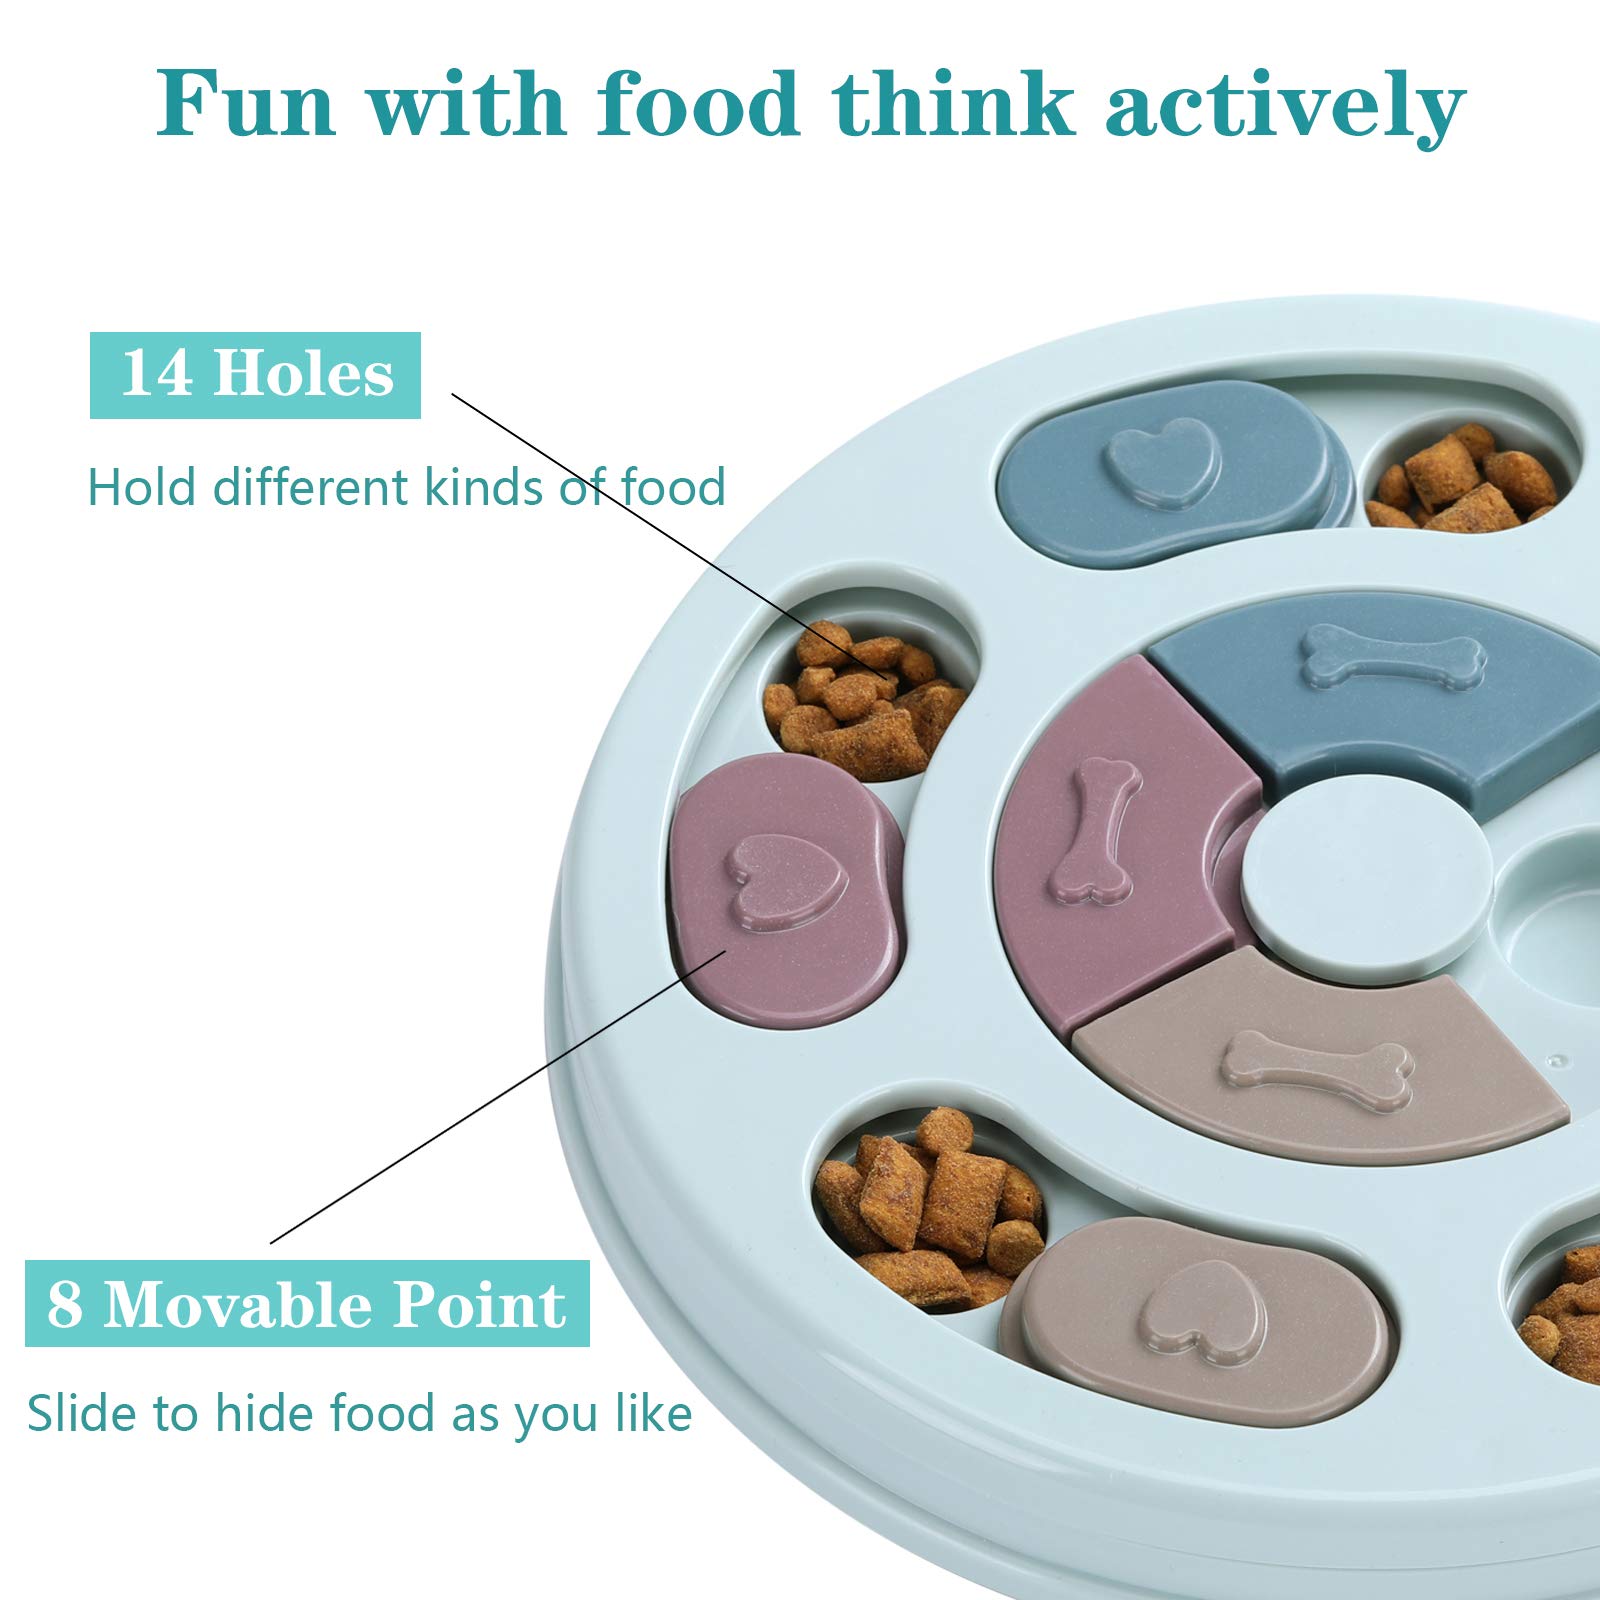 Fun with food think actively
14 Holes
Hold different kinds of food
8 Movable Point
Slide to hide food as you like